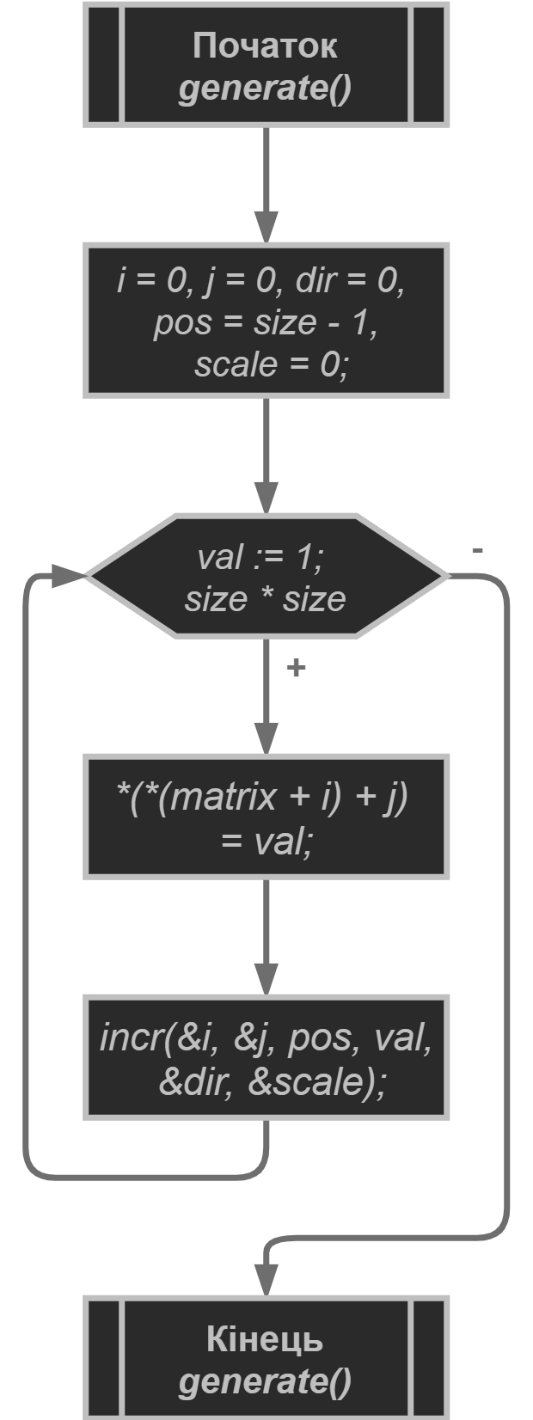 Початок
generate()
i = 0, j = 0, dir = 0,
pos = size - 1,
scale = 0;
val := 1;
size * size
-
+
*(*(matrix + i) + j)
= val;
incr(&i, &j, pos, val,
&dir, &scale);
Кінець
generate()